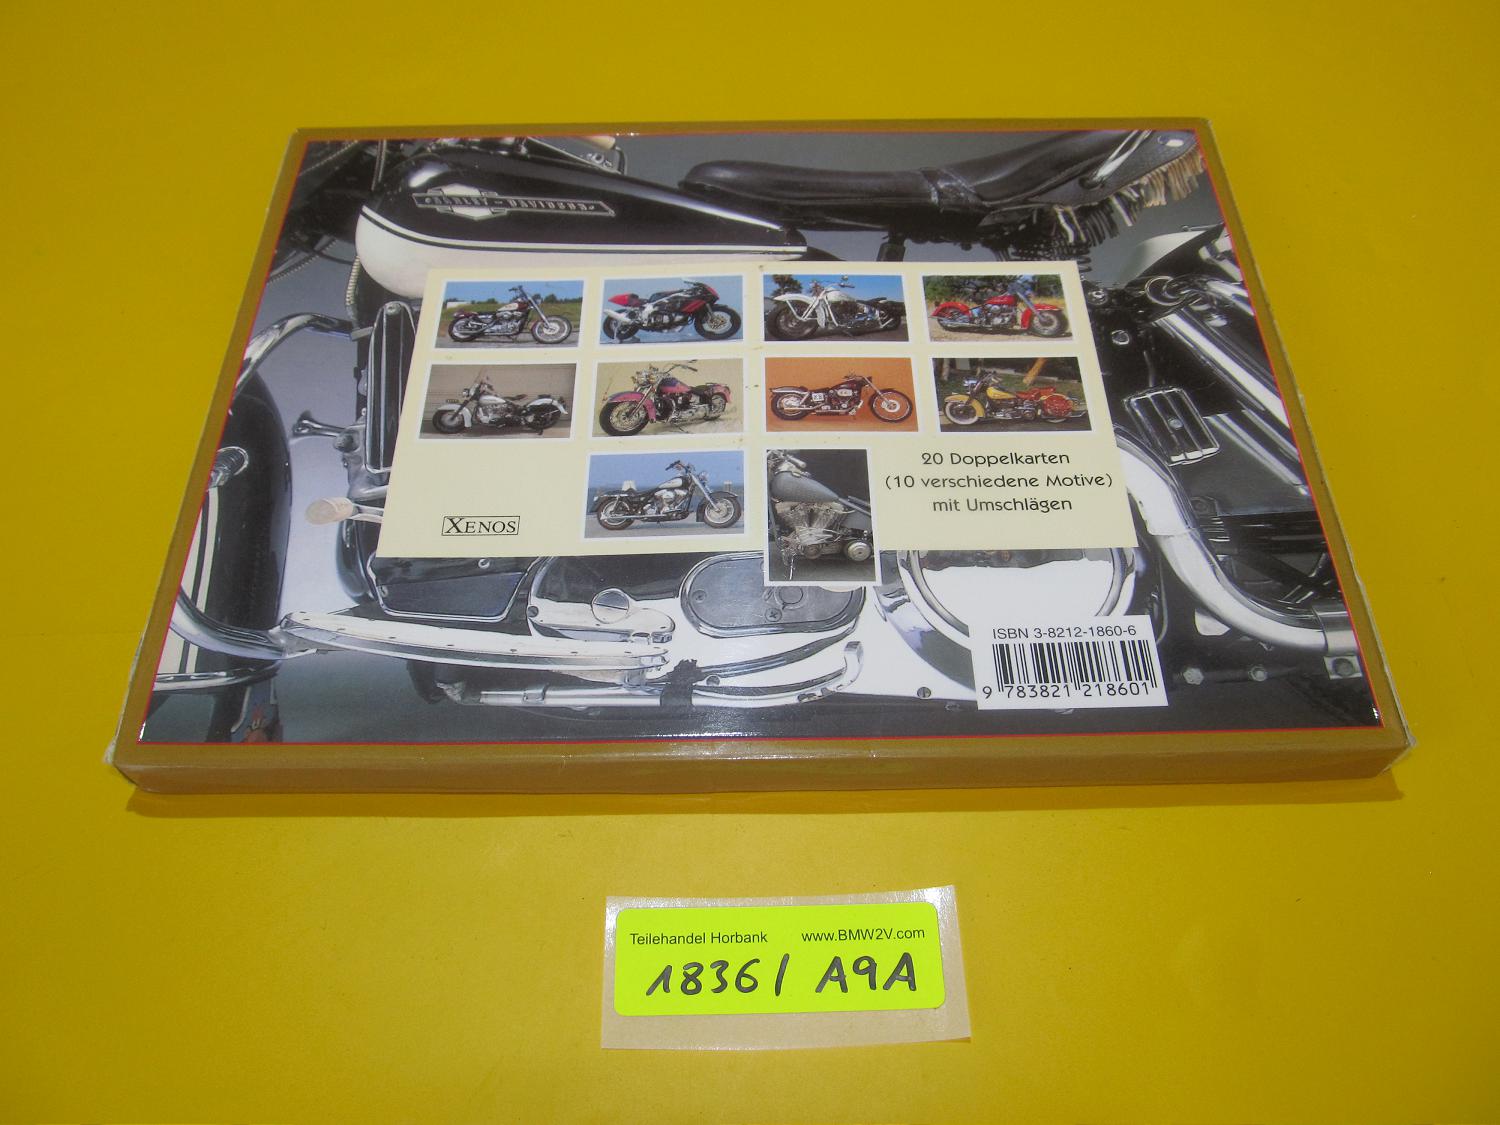 HARLEY-DAVIDSON
20 Doppelkarten
(10 verschiedene Motive)
mit Umschlägen
XENOS
ISBN 3-8212-1860-6
9 783821 218601
Teilehandel Horbank www.BMW2V.com
1836/ A9A